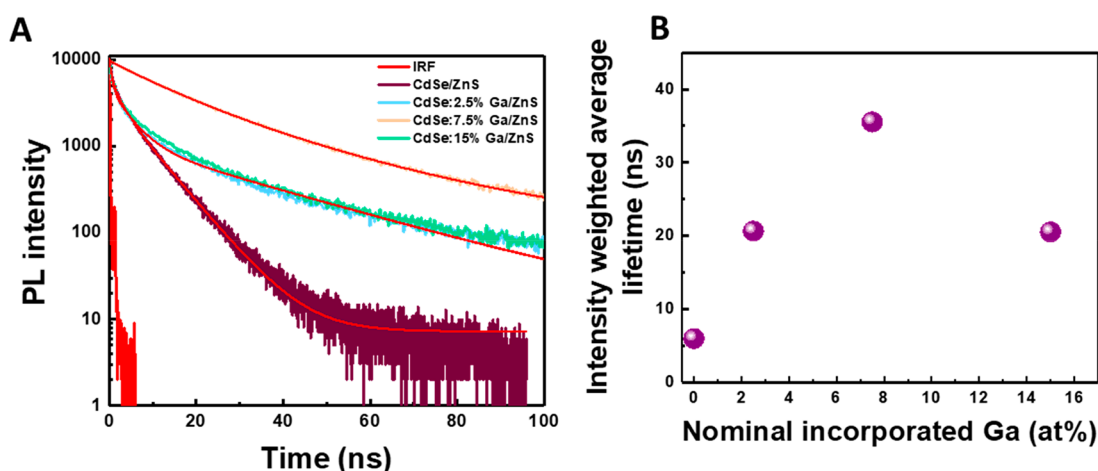 A
PL intensity
10000
1000
100
10
1
0
20
40
60
80
100
Time (ns)
IRF
CdSe/ZnS
CdSe:2.5% Ga/ZnS
CdSe:7.5% Ga/ZnS
CdSe:15% Ga/ZnS
B
Intensity weighted average
lifetime (ns)
40
30
20
10
0
0
2
4
6
8
10
12
14
16
Nominal incorporated Ga (at%)